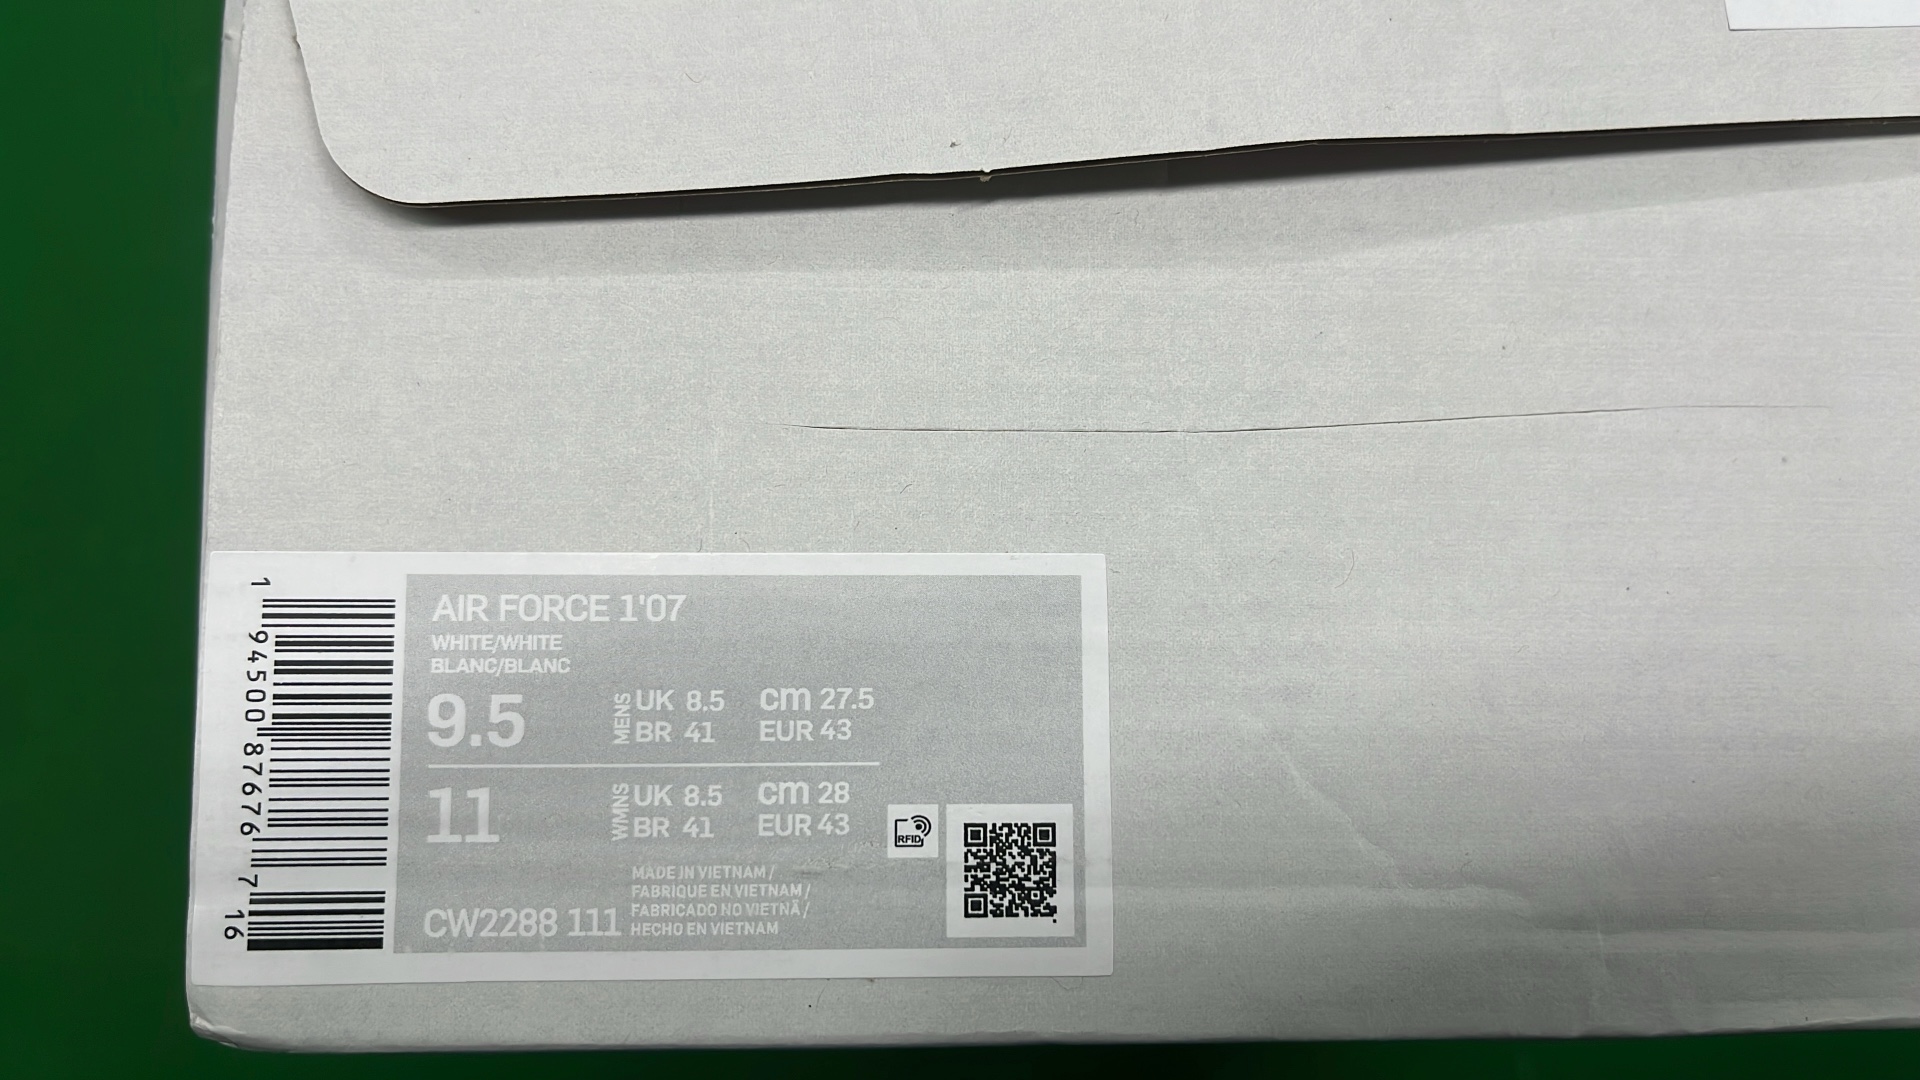 AIR FORCE 1'07
WHITE/WHITE
BLANC/BLANC
9.5
MENS
UK 8.5
cm 27.5
BR 41
EUR 43
11
WMNS
UK 8.5
cm 28
BR 41
EUR 43
RFID
MADE IN VIETNAM /
FABRIQUE EN VIETNAM /
FABRICADO NO VIETNÃ /
HECHO EN VIETNAM
CW2288 111
1 94500 87676 7 16